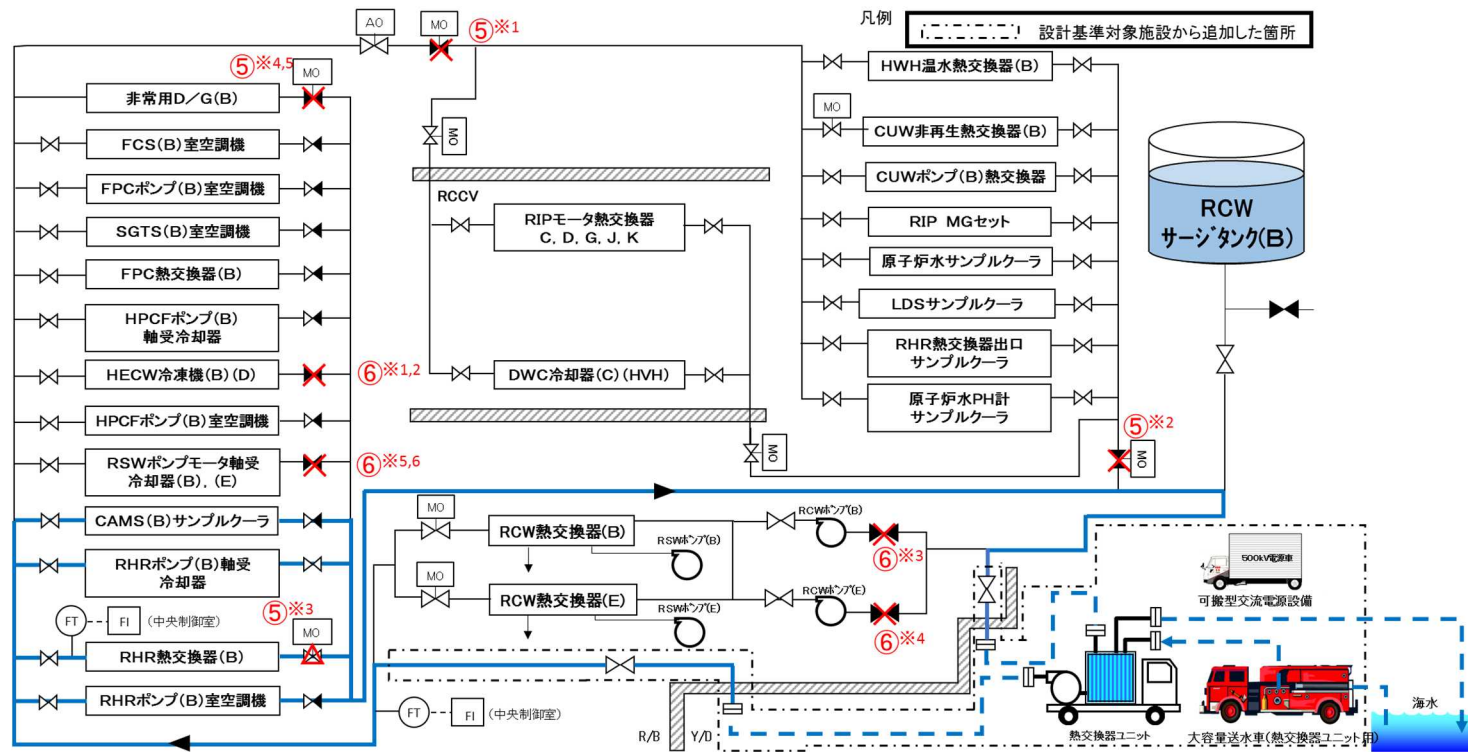 凡例
設計基準対象施設から追加した箇所
AO
MO
⑤※1
⑤※4,5
MO
非常用D/G(B)
FCS(B)室空調機
FPCポンプ(B)室空調機
SGTS(B)室空調機
FPC熱交換器(B)
HPCFポンプ(B)
軸受冷却器
HECW冷凍機(B)(D)
⑥※1,2
HPCFポンプ(B)室空調機
RSWポンプモータ軸受
冷却器(B), (E)
⑥※5,6
CAMS(B)サンプルクーラ
RHRポンプ(B)軸受
冷却器
⑤※3
MO
FT
FI
(中央制御室)
RHR熱交換器(B)
RHRポンプ(B)室空調機
MO
RCCV
RIPモータ熱交換器
C, D, G, J, K
DWC冷却器(C)(HVH)
MO
HWH温水熱交換器(B)
MO
CUW非再生熱交換器(B)
CUWポンプ(B)熱交換器
RIP MGセット
原子炉水サンプルクーラ
LDSサンプルクーラ
RHR熱交換器出口
サンプルクーラ
原子炉水PH計
サンプルクーラ
⑤※2
MO
RCW
サージタンク(B)
MO
RCW熱交換器(B)
RSWポンプ(B)
RCWポンプ(B)
⑥※3
MO
RCW熱交換器(E)
RSWポンプ(E)
RCWポンプ(E)
⑥※4
FT
FI
(中央制御室)
R/B
Y/D
500kV電源車
可搬型交流電源設備
熱交換器ユニット
大容量送水車(熱交換器ユニット用)
海水